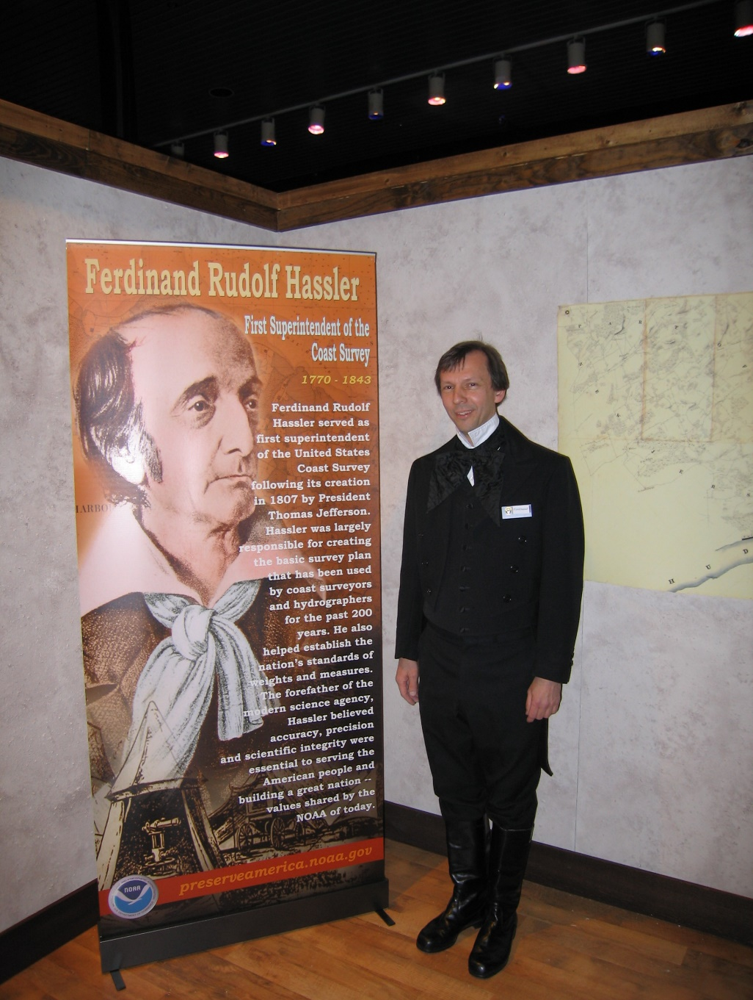 Ferdinand Rudolf Hassler
First Superintendent of the
Coast Survey
1770 - 1843
Ferdinand Rudolf
Hassler served as
first superintendent
of the United States
Coast Survey
following its creation
in 1807 by President
Thomas Jefferson.
Hassler was largely
responsible for creating
the basic survey plan
that has been used
by coast surveyors
and hydrographers
for the past 200
years. He also
helped establish the
nation's standards of
weights and measures.
The forefather of the
modern science agency,
Hassler believed
accuracy, precision
and scientific integrity were
essential to serving the
American people and
building a great nation --
values shared by the
NOAA of today.
preserveamerica.noaa.gov
NOAA
H U D